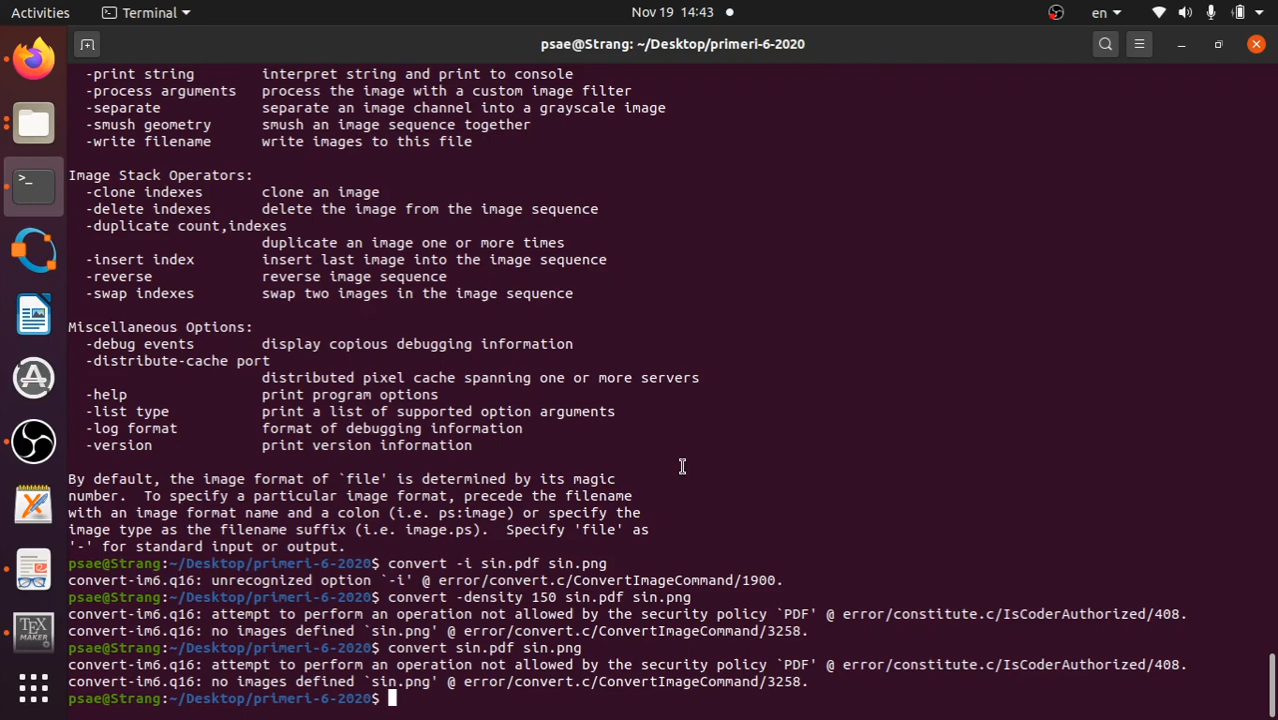 Activities
Terminal
Nov 19 14:43
en
psae@Strang: ~/Desktop/primeri-6-2020
-print string interpret string and print to console
-process arguments process the image with a custom image filter
-separate separate an image channel into a grayscale image
-smush geometry smush an image sequence together
-write filename write images to this file
Image Stack Operators:
-clone indexes clone an image
-delete indexes delete the image from the image sequence
-duplicate count,indexes
duplicate an image one or more times
-insert index insert last image into the image sequence
-reverse reverse image sequence
-swap indexes swap two images in the image sequence
Miscellaneous Options:
-debug events display copious debugging information
-distribute-cache port
distributed pixel cache spanning one or more servers
-help print program options
-list type print a list of supported option arguments
-log format format of debugging information
-version print version information
By default, the image format of `file' is determined by its magic
number. To specify a particular image format, precede the filename
with an image format name and a colon (i.e. ps:image) or specify the
image type as the filename suffix (i.e. image.ps). Specify 'file' as
'-' for standard input or output.
psae@Strang:~/Desktop/primeri-6-2020$ convert -i sin.pdf sin.png
convert-im6.q16: unrecognized option `-i' @ error/convert.c/ConvertImageCommand/1900.
psae@Strang:~/Desktop/primeri-6-2020$ convert -density 150 sin.pdf sin.png
convert-im6.q16: attempt to perform an operation not allowed by the security policy `PDF' @ error/constitute.c/IsCoderAuthorized/408.
convert-im6.q16: no images defined `sin.png' @ error/convert.c/ConvertImageCommand/3258.
psae@Strang:~/Desktop/primeri-6-2020$ convert sin.pdf sin.png
convert-im6.q16: attempt to perform an operation not allowed by the security policy `PDF' @ error/constitute.c/IsCoderAuthorized/408.
convert-im6.q16: no images defined `sin.png' @ error/convert.c/ConvertImageCommand/3258.
psae@Strang:~/Desktop/primeri-6-2020$
>_
TEX
MAKER